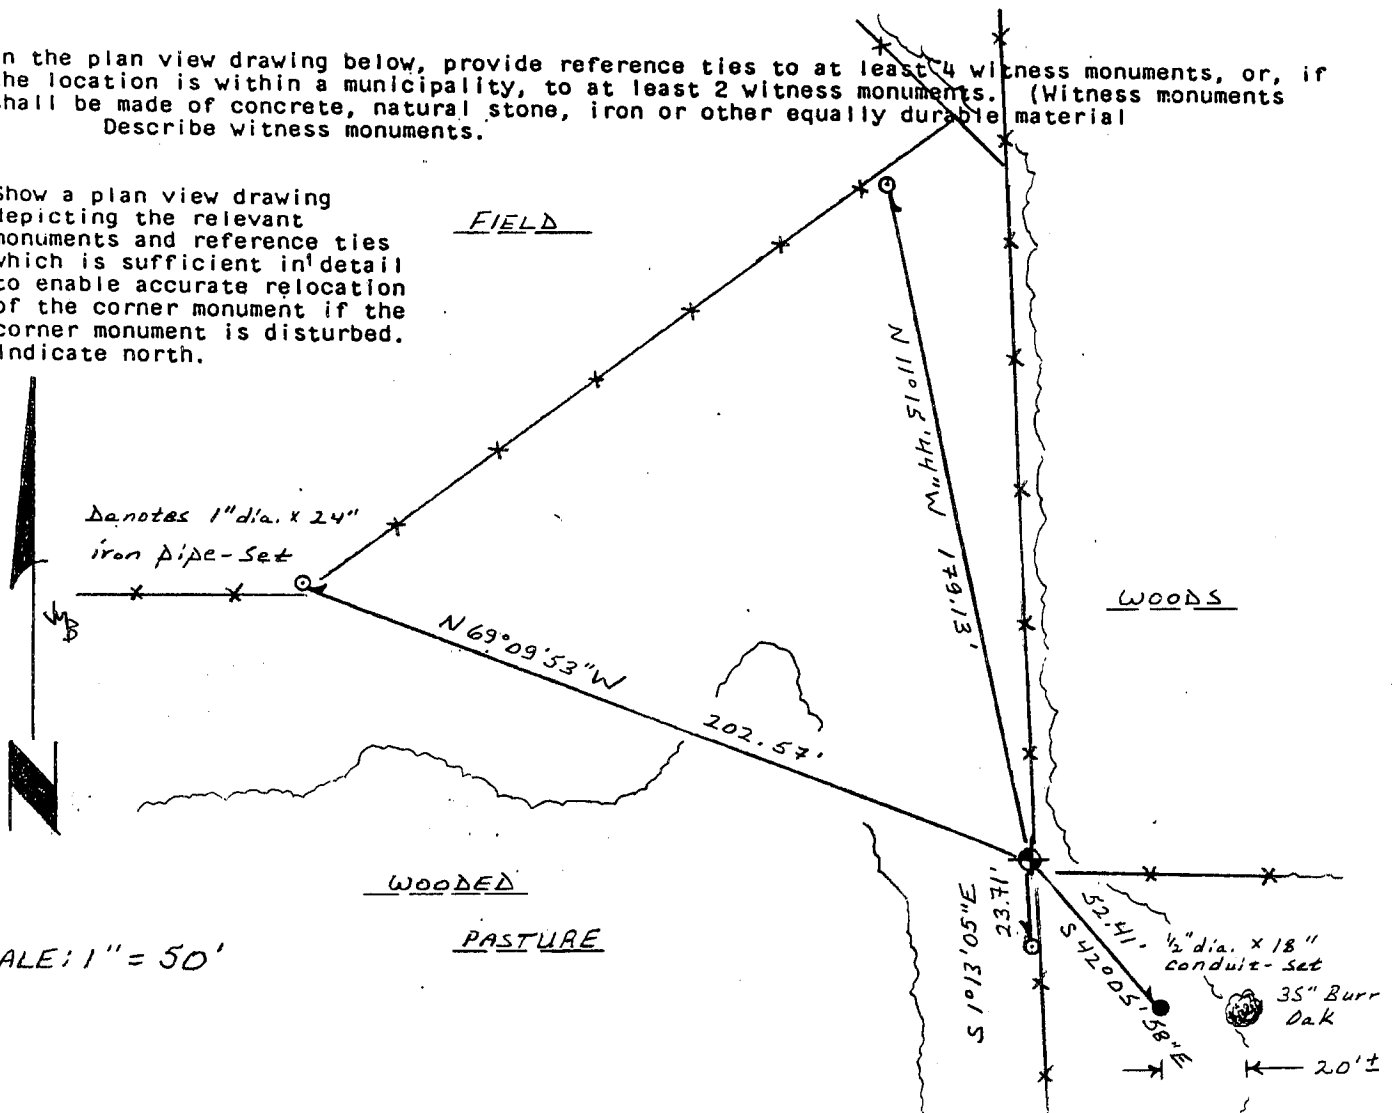 n the plan view drawing below, provide reference ties to at least 4 witness monuments, or, if
he location is within a municipality, to at least 2 witness monuments. (Witness monuments
hall be made of concrete, natural stone, iron or other equally durable material
Describe witness monuments.
Show a plan view drawing
depicting the relevant
monuments and reference ties
which is sufficient in detail
to enable accurate relocation
of the corner monument if the
corner monument is disturbed.
Indicate north.
FIELD
N 11°15'44"W 179.13'
Denotes 1"dia. x 24"
iron pipe-set
WOODS
N 69°09'53"W
202.57'
N
WOODED
PASTURE
ALE: 1" = 50'
S 1°13'05"E
23.71'
52.41'
S 42°05'58"E
1/2"dia. x 18"
conduit-set
35" Burr
Oak
20'±